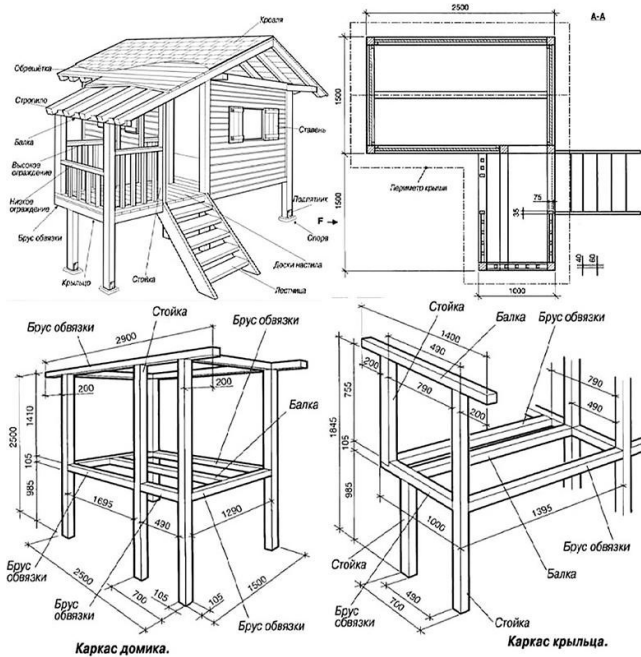 Кровля
Обрешётка
Стропило
Балка
Высокое
ограждение
Низкое
ограждение
Брус обвязки
Крыльцо
Стойка
Лестница
Доски настила
Опора
Подпятник
Ставень
F
2500
А-А
1500
1500
Периметр крыши
75
35
40
60
1000
Брус обвязки
Стойка
Брус обвязки
2900
200
200
2500
1410
105
985
Балка
1695
490
1290
Брус
обвязки
2500
700
105
105
1500
Брус
обвязки
Брус обвязки
Каркас домика.
Стойка
Балка
Брус обвязки
1400
490
200
790
200
1845
755
105
985
790
490
1000
1395
Стойка
Брус
обвязки
490
700
Балка
Брус обвязки
Стойка
Каркас крыльца.